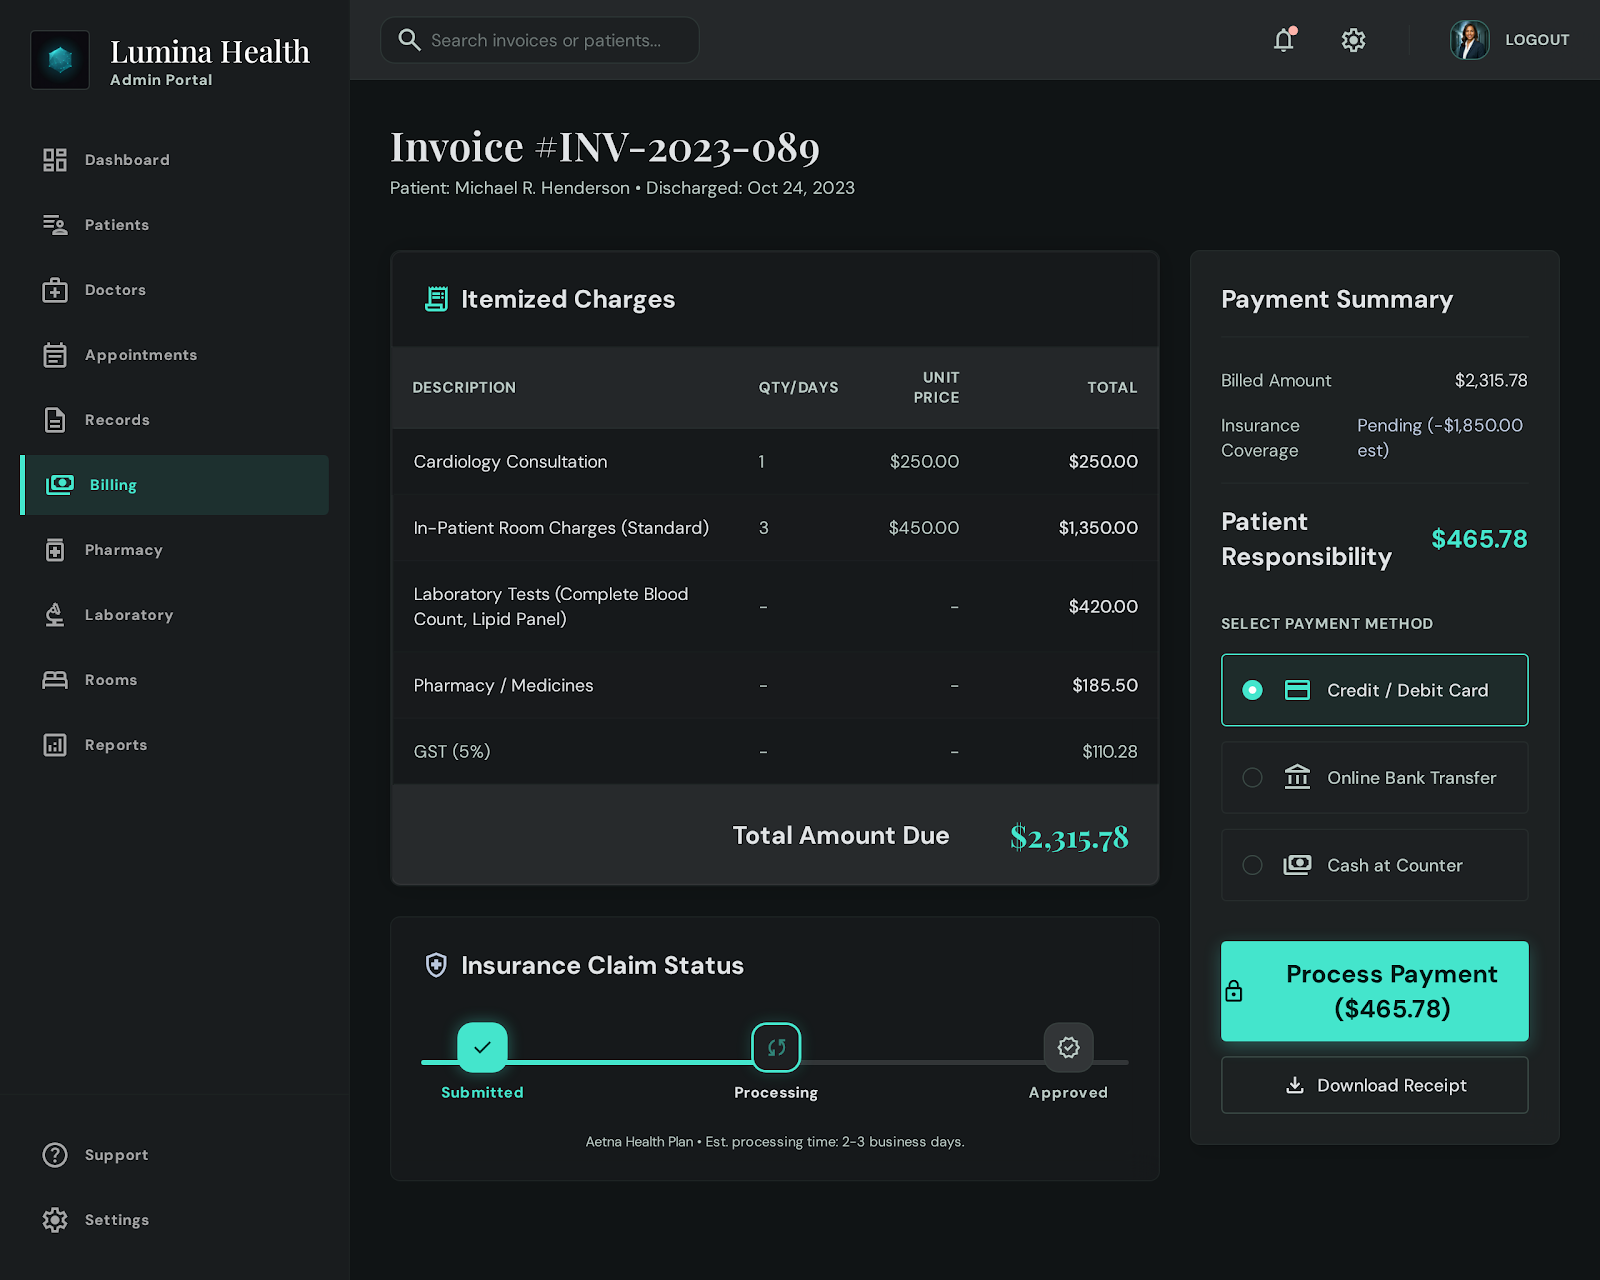 Lumina Health
Admin Portal
Dashboard
Patients
Doctors
Appointments
Records
Billing
Pharmacy
Laboratory
Rooms
Reports
Support
Settings
Search invoices or patients...
LOGOUT
Invoice #INV-2023-089
Patient: Michael R. Henderson • Discharged: Oct 24, 2023
Itemized Charges
DESCRIPTION QTY/DAYS UNIT PRICE TOTAL
Cardiology Consultation 1 $250.00 $250.00
In-Patient Room Charges (Standard) 3 $450.00 $1,350.00
Laboratory Tests (Complete Blood
Count, Lipid Panel) - - $420.00
Pharmacy / Medicines - - $185.50
GST (5%) - - $110.28
Total Amount Due $2,315.78
Insurance Claim Status
Submitted
Processing
Approved
Aetna Health Plan • Est. processing time: 2-3 business days.
Payment Summary
Billed Amount $2,315.78
Insurance Coverage Pending (-$1,850.00 est)
Patient Responsibility $465.78
SELECT PAYMENT METHOD
Credit / Debit Card
Online Bank Transfer
Cash at Counter
Process Payment
($465.78)
Download Receipt